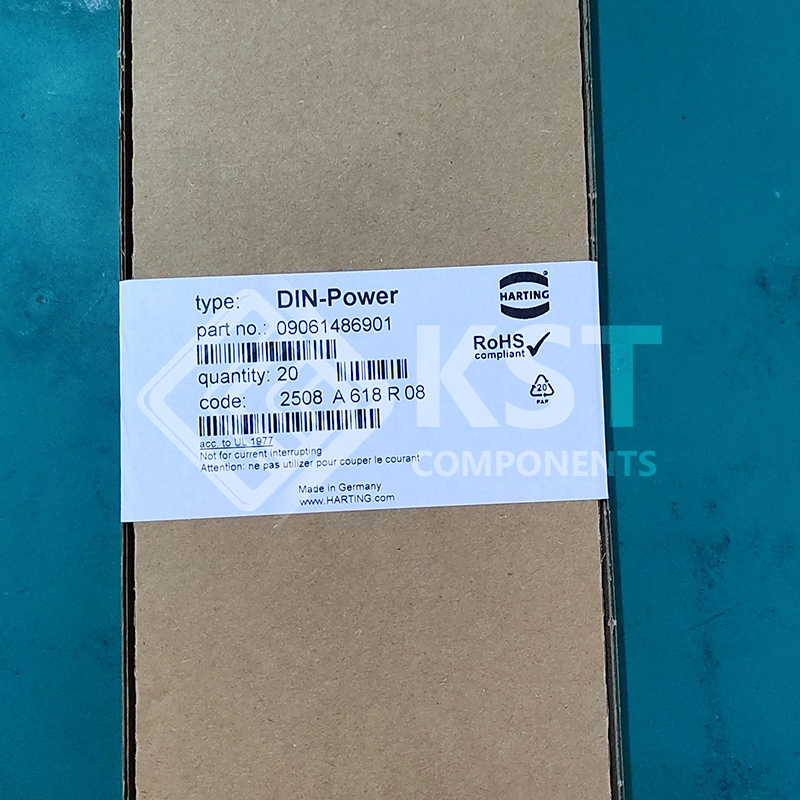 type: DIN-Power
HARTING
part no.: 09061486901
RoHS
compliant
quantity: 20
20
PAP
code: 2508 A 618 R 08
acc. to UL 1977
Not for current interrupting
Attention: ne pas utilizer pour couper le courant
Made in Germany
www.HARTING.com
KST
COMPONENTS